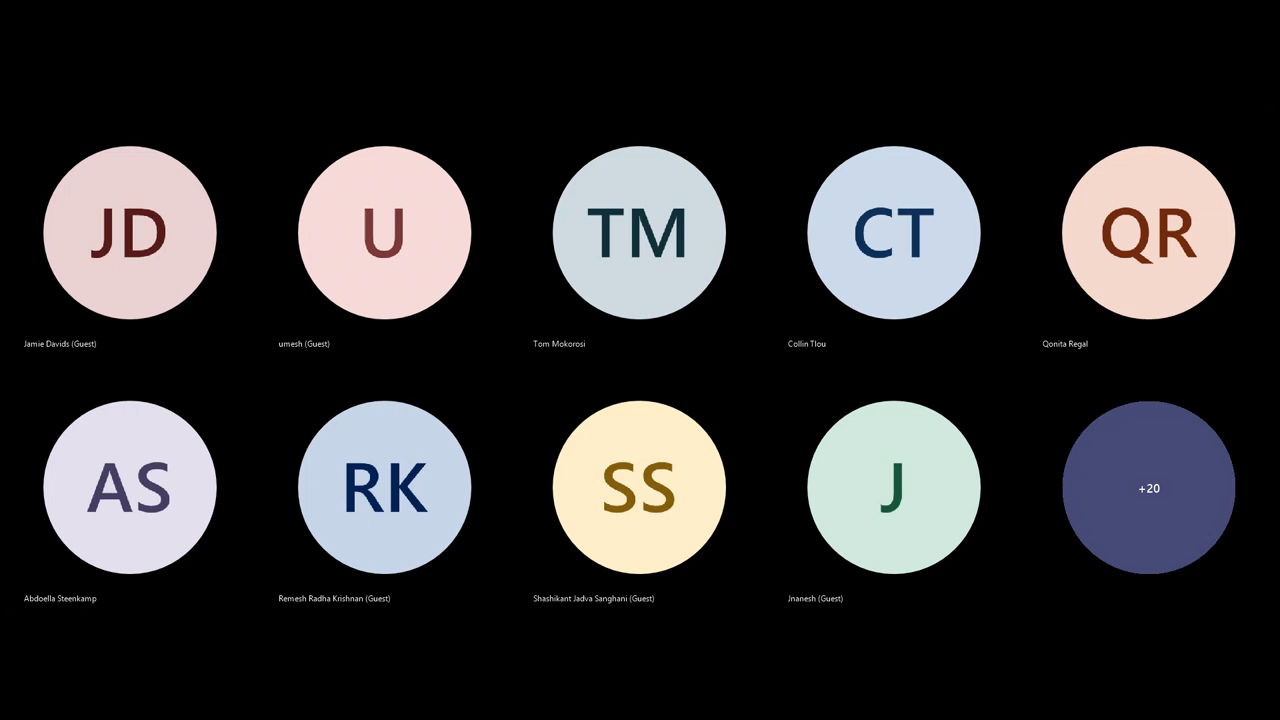 JD
U
TM
CT
QR
Jamie Davids (Guest)
umesh (Guest)
Tom Mokorosi
Collin Tlou
Qonita Regal
AS
RK
SS
J
+20
Abdoella Steenkamp
Remesh Radha Krishnan (Guest)
Shashikant Jadva Sanghani (Guest)
Jnanesh (Guest)